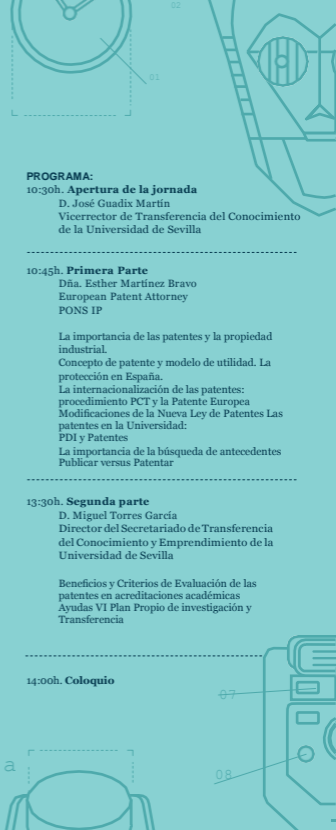 02
01
PROGRAMA:
10:30h. Apertura de la jornada
D. José Guadix Martín
Vicerrector de Transferencia del Conocimiento
de la Universidad de Sevilla
10:45h. Primera Parte
Dña. Esther Martínez Bravo
European Patent Attorney
PONS IP
La importancia de las patentes y la propiedad
industrial.
Concepto de patente y modelo de utilidad. La
protección en España.
La internacionalización de las patentes:
procedimiento PCT y la Patente Europea
Modificaciones de la Nueva Ley de Patentes Las
patentes en la Universidad:
PDI y Patentes
La importancia de la búsqueda de antecedentes
Publicar versus Patentar
13:30h. Segunda parte
D. Miguel Torres García
Director del Secretariado de Transferencia
del Conocimiento y Emprendimiento de la
Universidad de Sevilla
Beneficios y Criterios de Evaluación de las
patentes en acreditaciones académicas
Ayudas VI Plan Propio de investigación y
Transferencia
14:00h. Coloquio
07
a
08